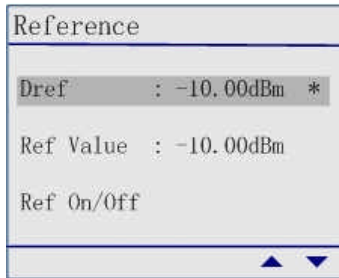 Reference
Dref : -10.00dBm *
Ref Value : -10.00dBm
Ref On/Off